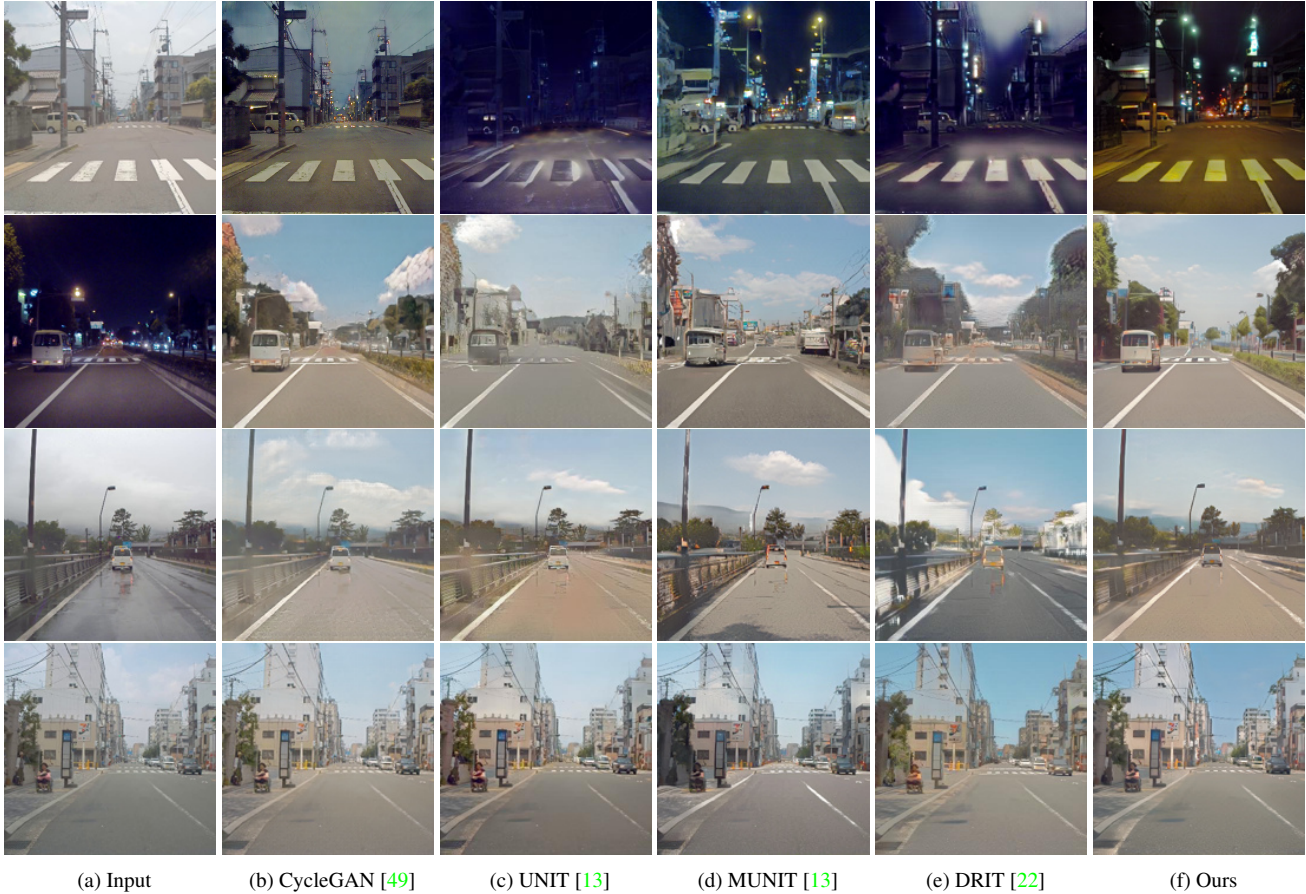 (a) Input (b) CycleGAN [49] (c) UNIT [13] (d) MUNIT [13] (e) DRIT [22] (f) Ours